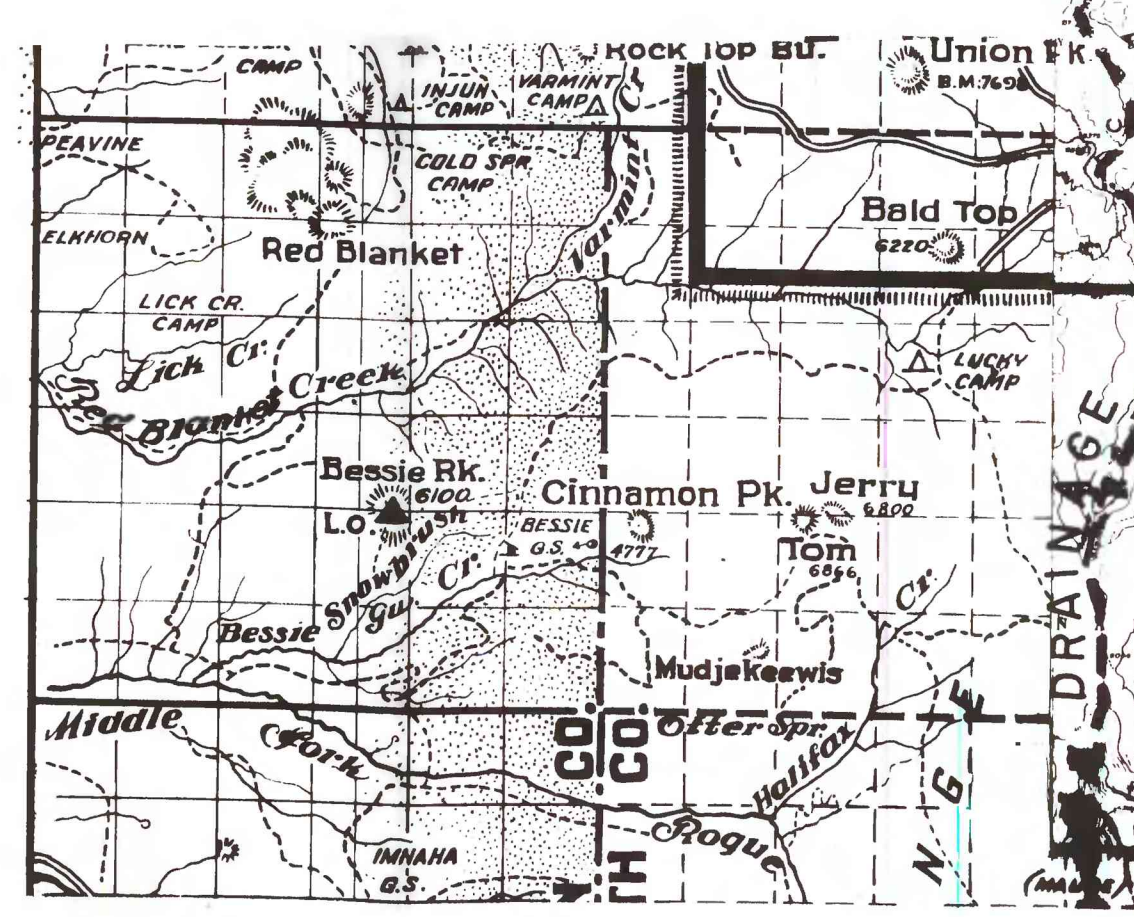 Rock Top Bu.
Union Pk
B.M.7698
CAMP
INJUN
CAMP
VARMINT
CAMP
Cr
PEAVINE
COLD SPR.
CAMP
Varmint
Bald Top
6220
ELKHORN
Red Blanket
LICK CR.
CAMP
Lick Cr.
Red Blanket Creek
LUCKY
CAMP
DRAINAGE
Bessie Rk.
6100
L.O.
Cinnamon Pk.
Jerry
6800
BESSIE
G.S.
4777
Tom
6866
Snowbrush
Gu.
Bessie Cr.
Cr.
Mudjekeewis
Middle Fork
CO.
CO.
Otter Spr.
Halifax
Rogue
IMNAHA
G.S.
TH
N G E